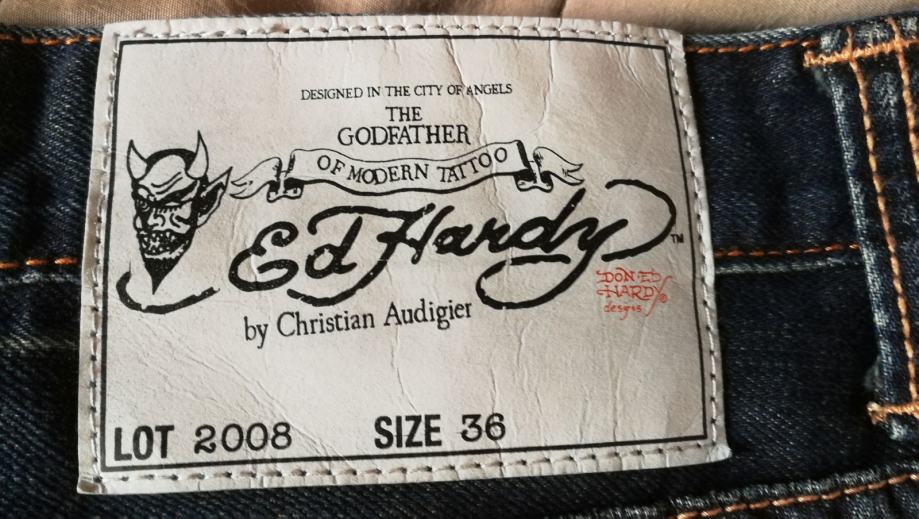 DESIGNED IN THE CITY OF ANGELS
THE
GODFATHER
OF MODERN TATTOO
Ed Hardy™
DON ED
HARDY®
designs
by Christian Audigier
LOT 2008 SIZE 36